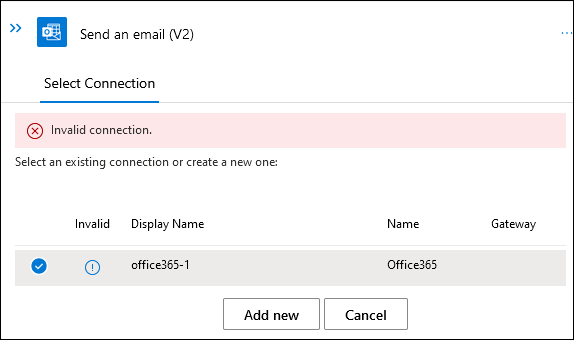 Send an email (V2)
Select Connection
Invalid connection.
Select an existing connection or create a new one:
Invalid Display Name Name Gateway
office365-1 Office365
Add new Cancel